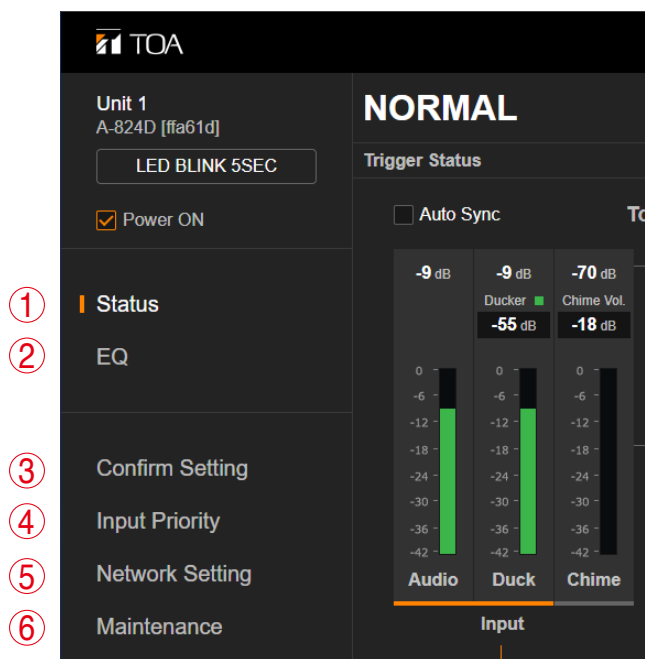 TOA
Unit 1
A-824D [ffa61d]
LED BLINK 5SEC
Power ON
① Status
② EQ
③ Confirm Setting
④ Input Priority
⑤ Network Setting
⑥ Maintenance
NORMAL
Trigger Status
Auto Sync
-9 dB -9 dB -70 dB
Ducker Chime Vol.
-55 dB -18 dB
0 0 0
-6 -6 -6
-12 -12 -12
-18 -18 -18
-24 -24 -24
-30 -30 -30
-36 -36 -36
-42 -42 -42
Audio Duck Chime
Input